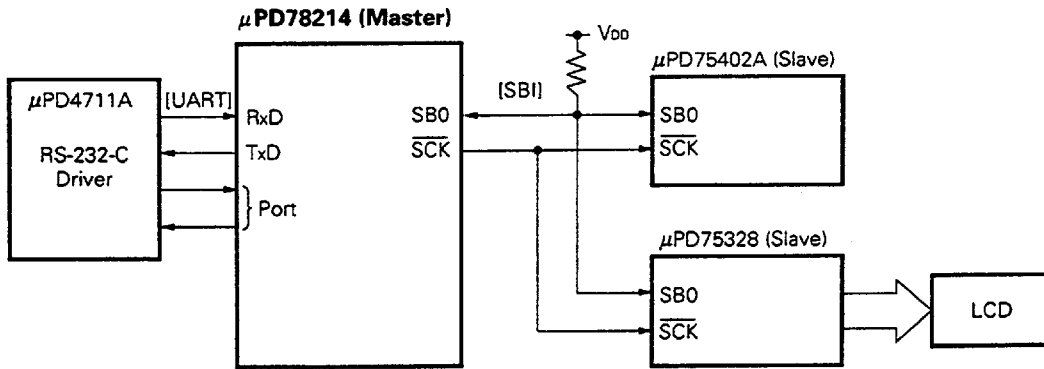 μPD78214 (Master)
VDD
μPD75402A (Slave)
μPD4711A
[UART]
[SBI]
RxD
SB0
SB0
RS-232-C
Driver
TxD
SCK
SCK
Port
μPD75328 (Slave)
SB0
SCK
LCD